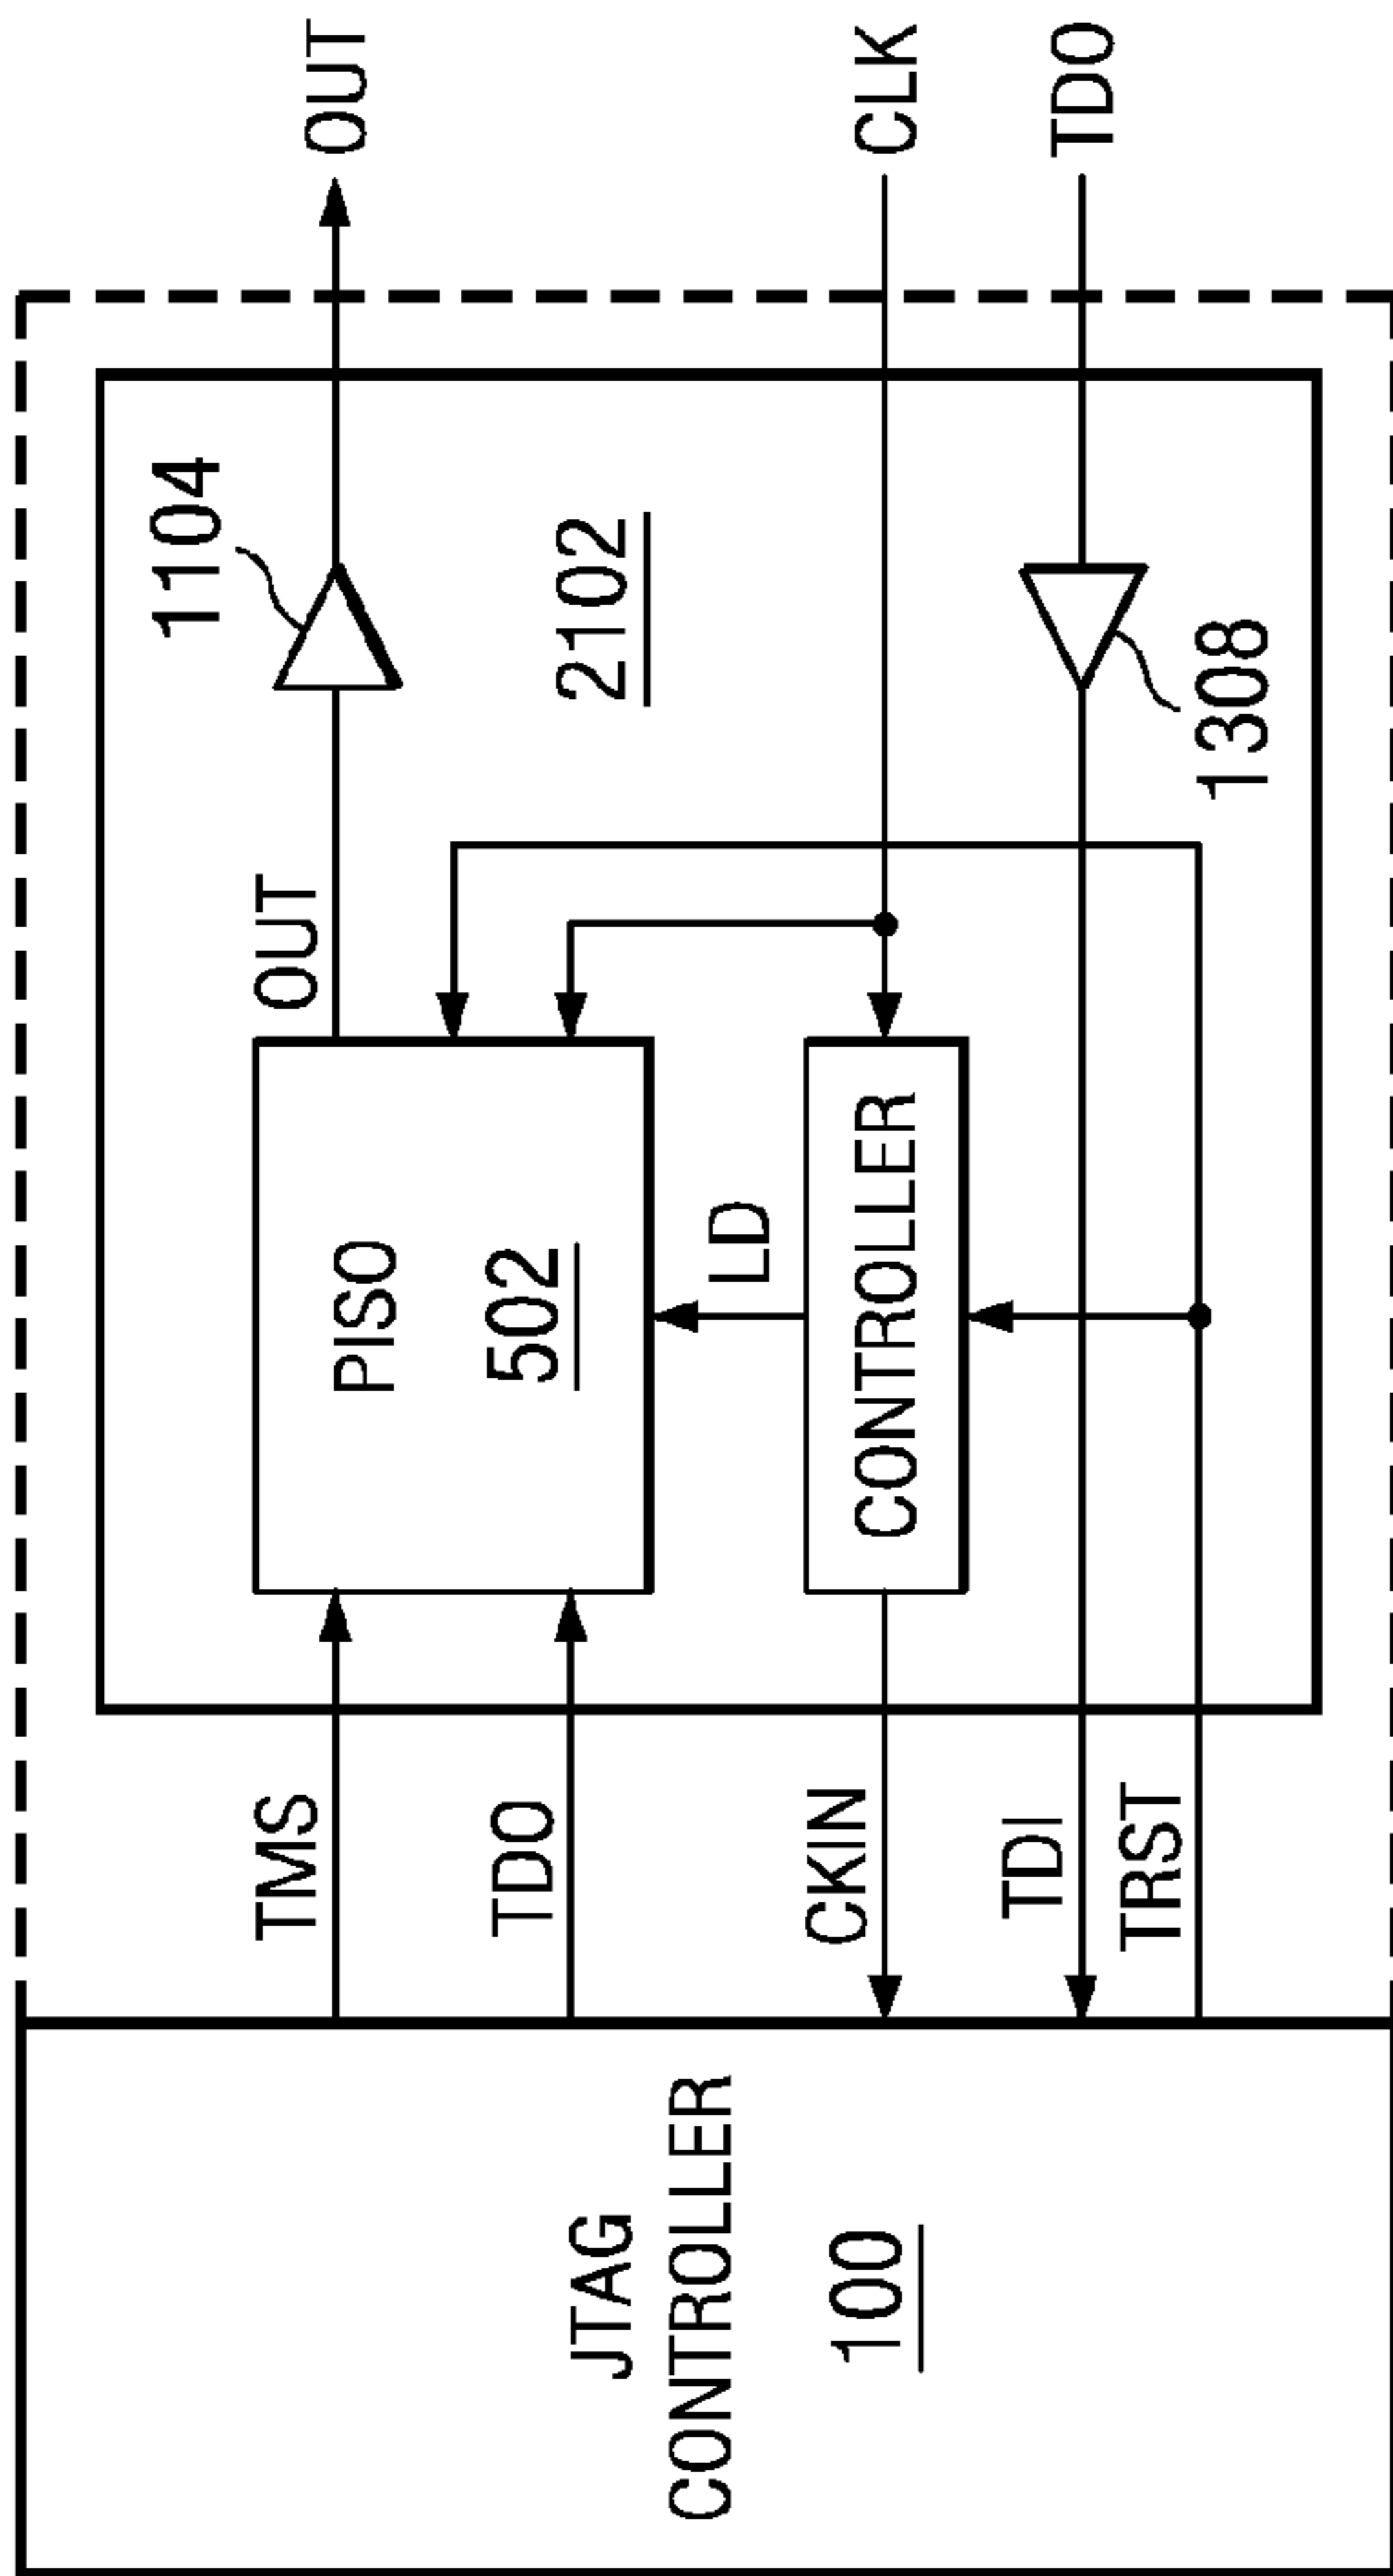 JTAG
CONTROLLER
100
TMS
TDO
CKIN
TDI
TRST
PISO
502
LD
CONTROLLER
OUT
1104
2102
1308
OUT
CLK
TDO